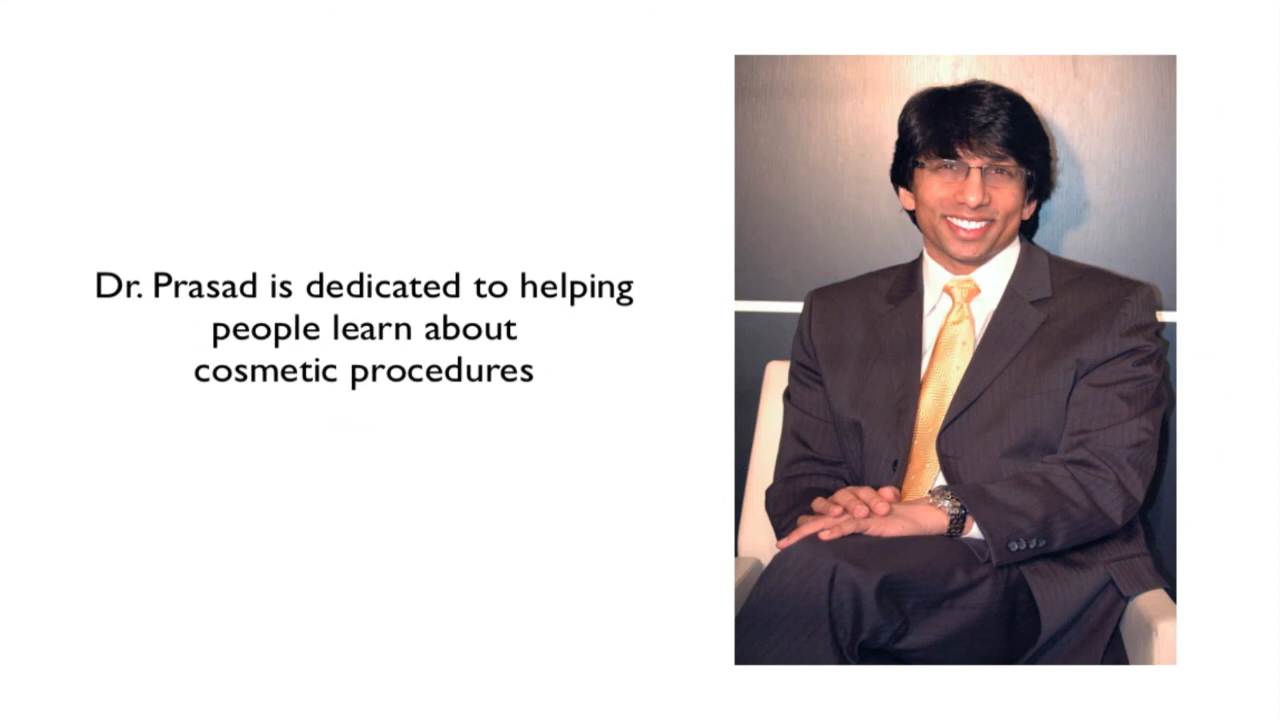 Dr. Prasad is dedicated to helping
people learn about
cosmetic procedures